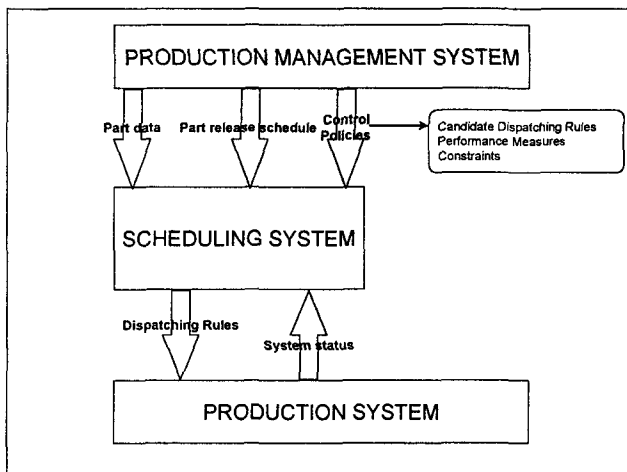 PRODUCTION MANAGEMENT SYSTEM
Part data
Part release schedule
Control
Policies
Candidate Dispatching Rules
Performance Measures
Constraints
SCHEDULING SYSTEM
Dispatching Rules
System status
PRODUCTION SYSTEM